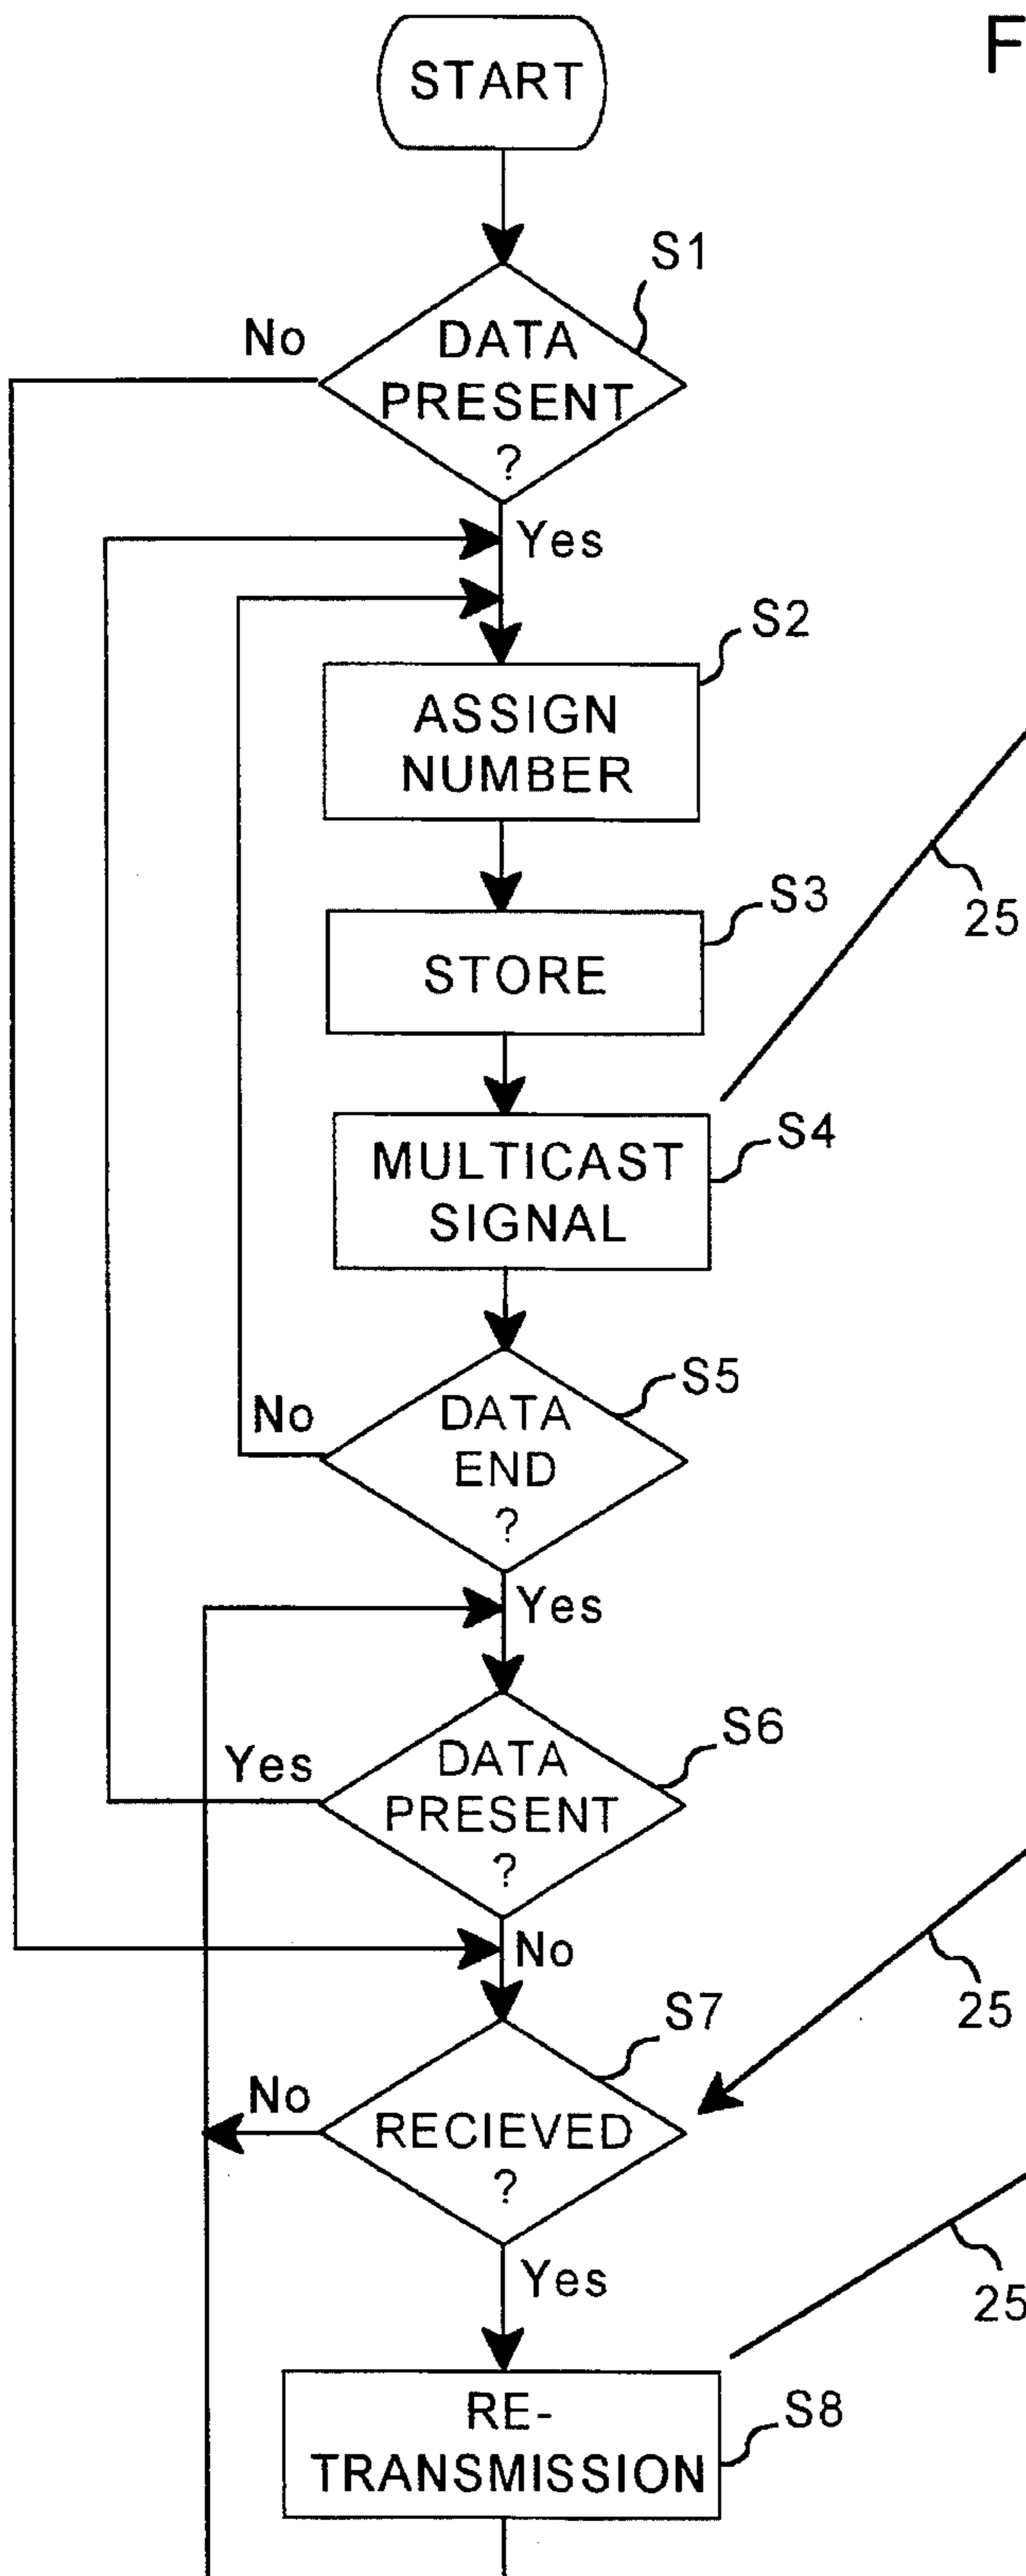 F
START
S1
No
DATA
PRESENT
?
Yes
S2
ASSIGN
NUMBER
25
S3
STORE
S4
MULTICAST
SIGNAL
S5
No
DATA
END
?
Yes
S6
Yes
DATA
PRESENT
?
No
25
S7
No
RECIEVED
?
Yes
25
S8
RE-
TRANSMISSION